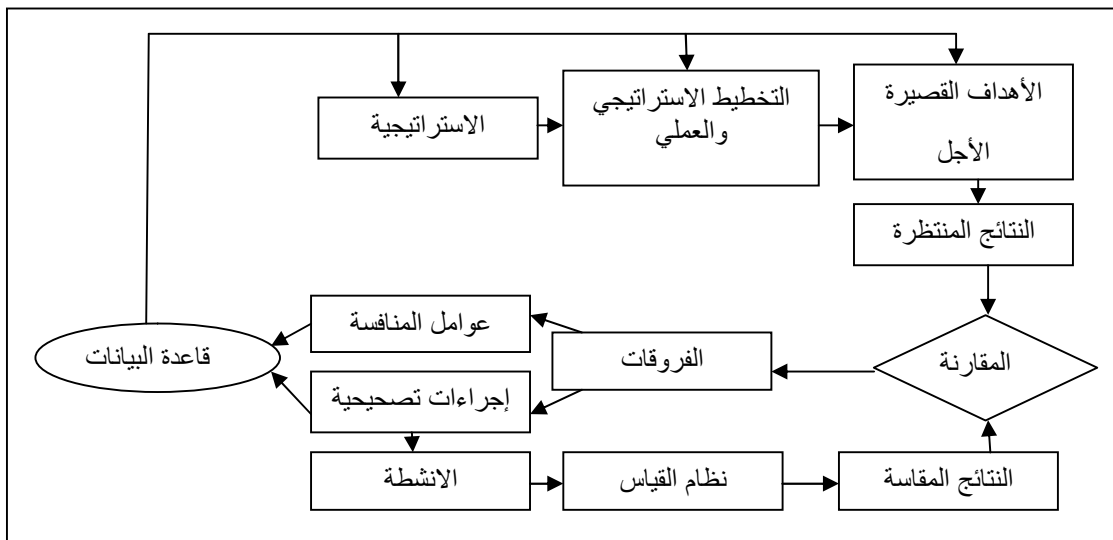 الاستراتيجية
التخطيط الاستراتيجي
والعملي
الأهداف القصيرة
الأجل
النتائج المنتظرة
المقارنة
الفروقات
عوامل المنافسة
إجراءات تصحيحية
قاعدة البيانات
الانشطة
نظام القياس
النتائج المقاسة